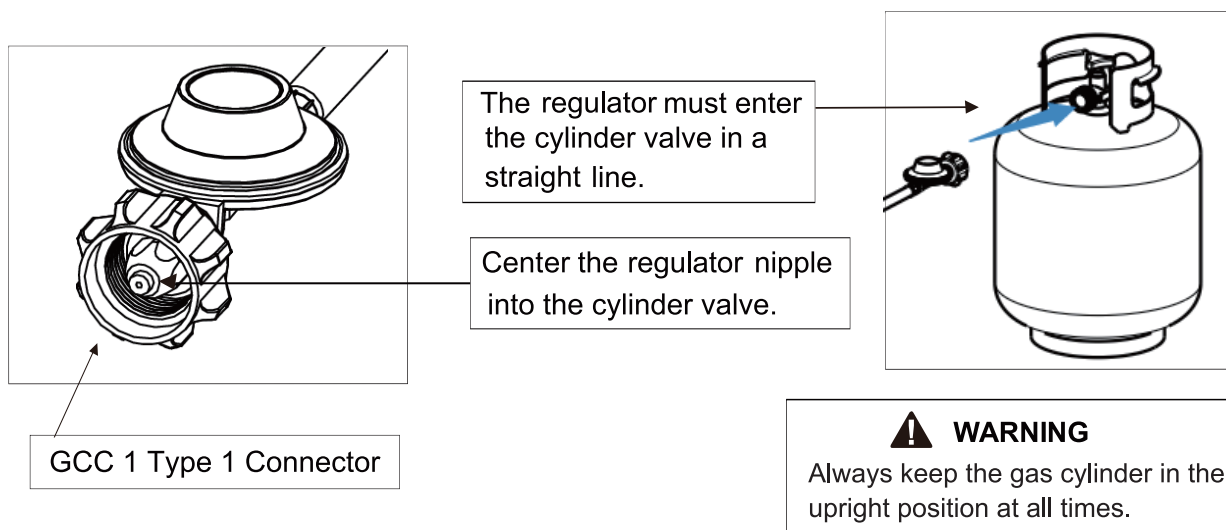 The regulator must enter
the cylinder valve in a
straight line.
Center the regulator nipple
into the cylinder valve.
GCC 1 Type 1 Connector
WARNING
Always keep the gas cylinder in the
upright position at all times.